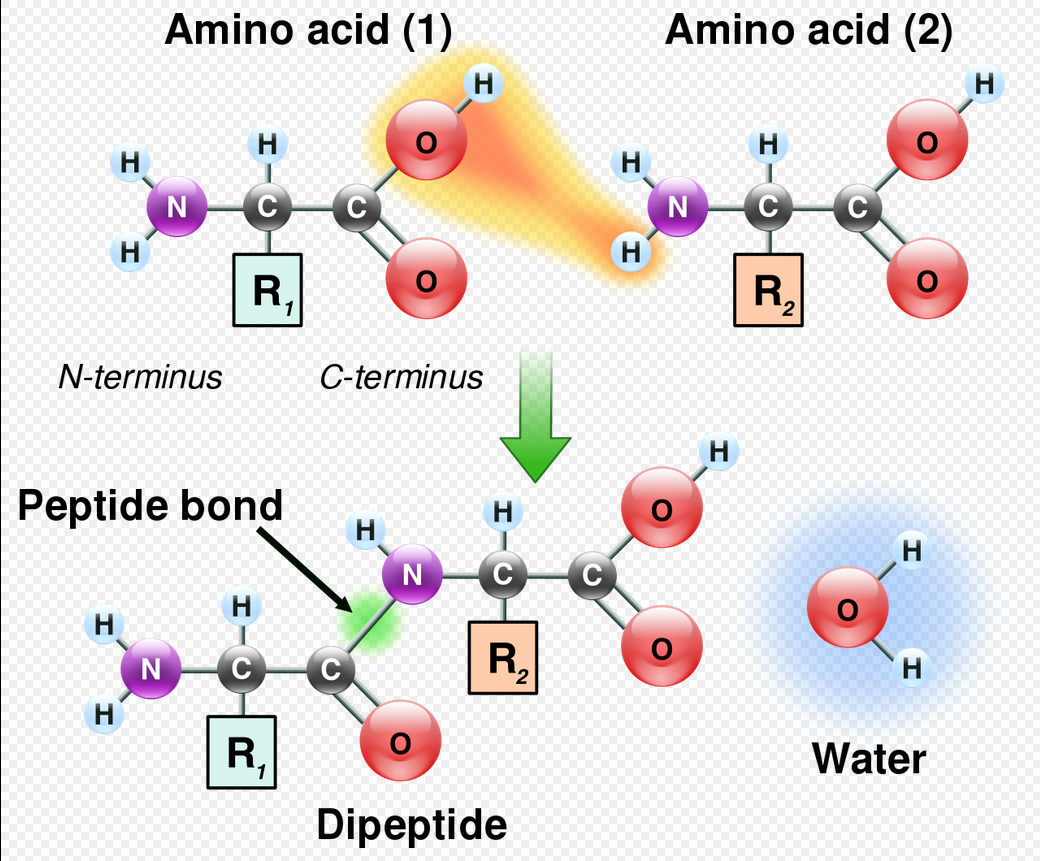 Amino acid (1)
Amino acid (2)
H
H
O
H
H
H
H
O
H
N
C
C
N
C
C
H
H
R1
O
R2
O
N-terminus
C-terminus
H
Peptide bond
H
H
O
H
N
C
C
O
H
H
R2
O
H
N
C
C
H
H
R1
O
Water
Dipeptide